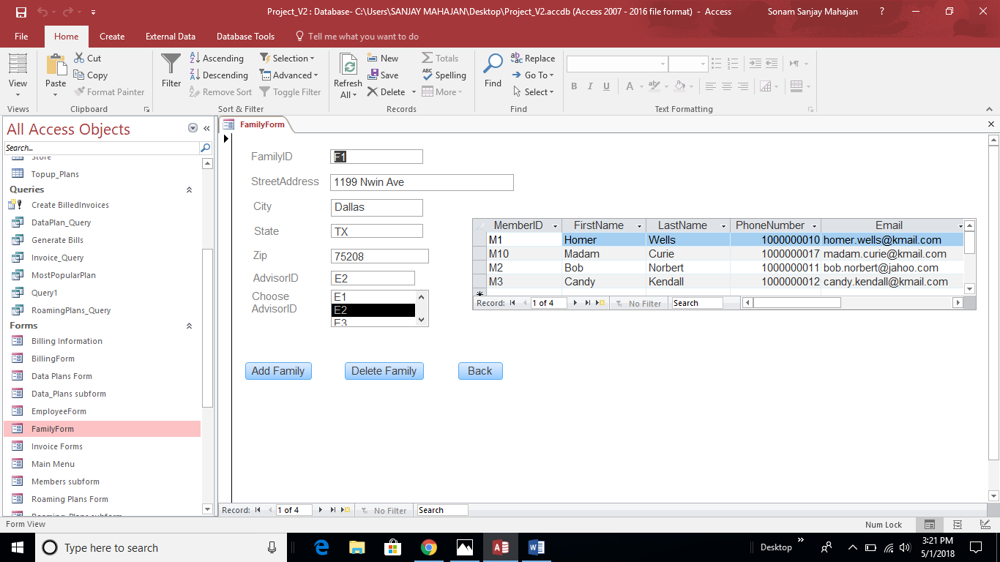 Project_V2 : Database- C:\Users\SANJAY MAHAJAN\Desktop\Project_V2.accdb (Access 2007 - 2016 file format) - Access
Sonam Sanjay Mahajan ?
File Home Create External Data Database Tools Tell me what you want to do
View
Views
Paste
Cut
Copy
Format Painter
Clipboard
Filter
Ascending
Descending
Remove Sort
Selection
Advanced
Toggle Filter
Sort & Filter
Refresh
All
New
Save
Delete
Totals
Spelling
More
Records
Find
Replace
Go To
Select
Find
B I U A
Text Formatting
All Access Objects
Search...
Store
Topup_Plans
Queries
Create BilledInvoices
DataPlan_Query
Generate Bills
Invoice_Query
MostPopularPlan
Query1
RoamingPlans_Query
Forms
Billing Information
BillingForm
Data Plans Form
Data_Plans subform
EmployeeForm
FamilyForm
Invoice Forms
Main Menu
Members subform
Roaming Plans Form
Roaming_Plans subform
FamilyForm
FamilyID F1
StreetAddress 1199 Nwin Ave
City Dallas
State TX
Zip 75208
AdvisorID E2
Choose
AdvisorID
E1
E2
E3
MemberID FirstName LastName PhoneNumber Email
M1 Homer Wells 1000000010 homer.wells@kmail.com
M10 Madam Curie 1000000017 madam.curie@kmail.com
M2 Bob Norbert 1000000011 bob.norbert@jahoo.com
M3 Candy Kendall 1000000012 candy.kendall@kmail.com
Record: 1 of 4 No Filter Search
Add Family Delete Family Back
Record: 1 of 4 No Filter Search
Form View Num Lock
Type here to search
Desktop
3:21 PM
5/1/2018